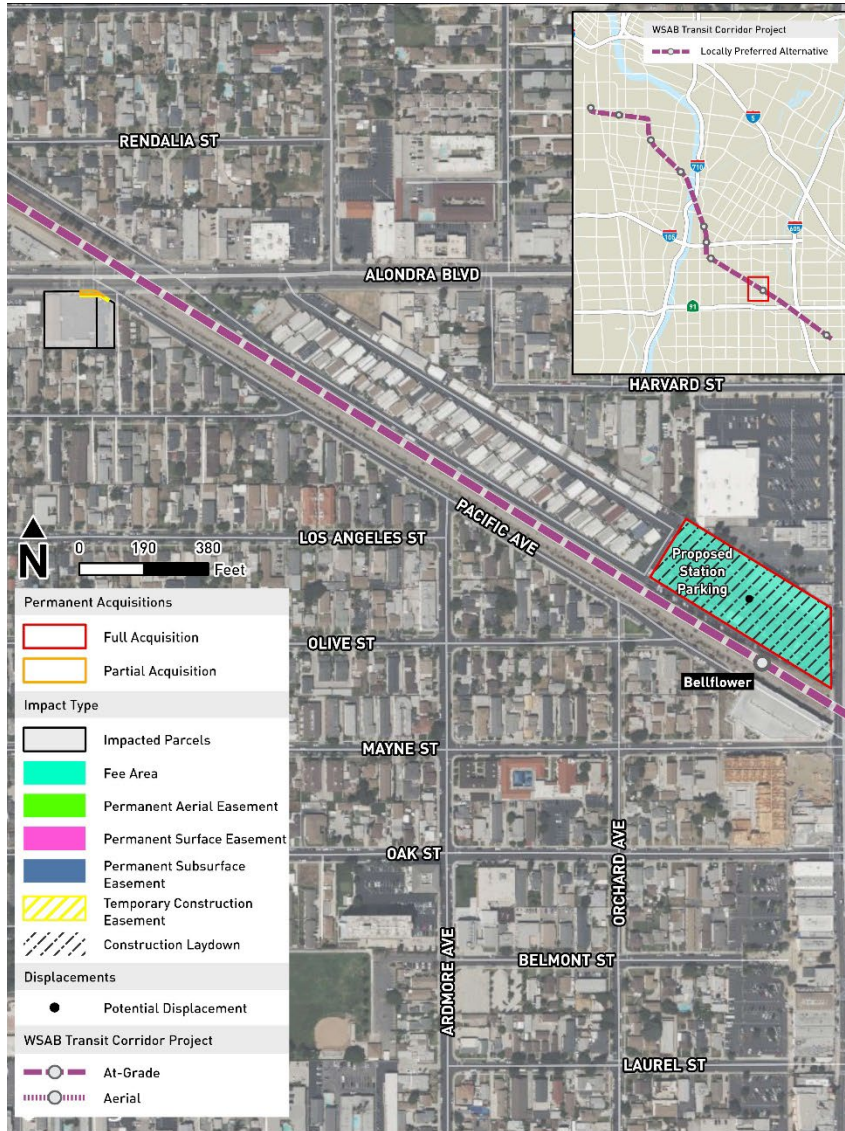 WSAB Transit Corridor Project
Locally Preferred Alternative
5
710
105
605
91
RENDALIA ST
ALONDRA BLVD
HARVARD ST
PACIFIC AVE
LOS ANGELES ST
N
0 190 380
Feet
Proposed
Station
Parking
OLIVE ST
Bellflower
MAYNE ST
OAK ST
ORCHARD AVE
ARDMORE AVE
BELMONT ST
LAUREL ST
Permanent Acquisitions
Full Acquisition
Partial Acquisition
Impact Type
Impacted Parcels
Fee Area
Permanent Aerial Easement
Permanent Surface Easement
Permanent Subsurface
Easement
Temporary Construction
Easement
Construction Laydown
Displacements
Potential Displacement
WSAB Transit Corridor Project
At-Grade
Aerial